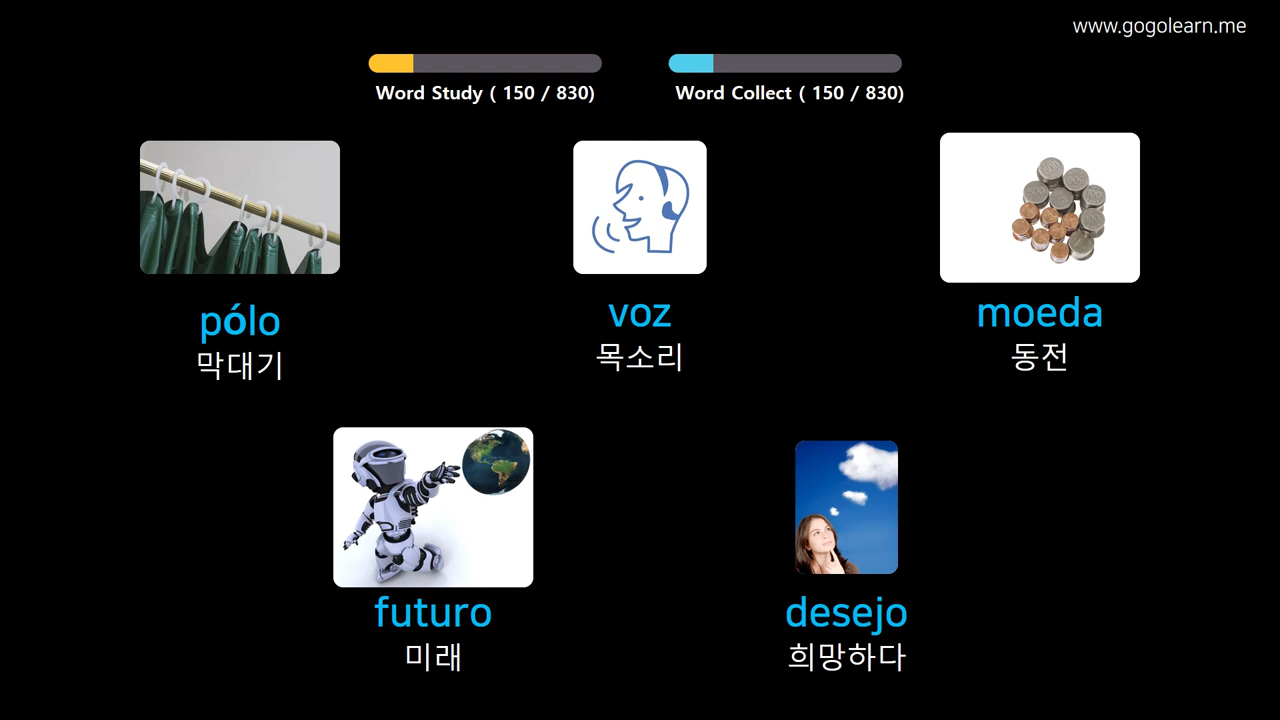 www.gogolearn.me
Word Study ( 150 / 830)
Word Collect ( 150 / 830)
pólo
막대기
voz
목소리
moeda
동전
futuro
미래
desejo
희망하다